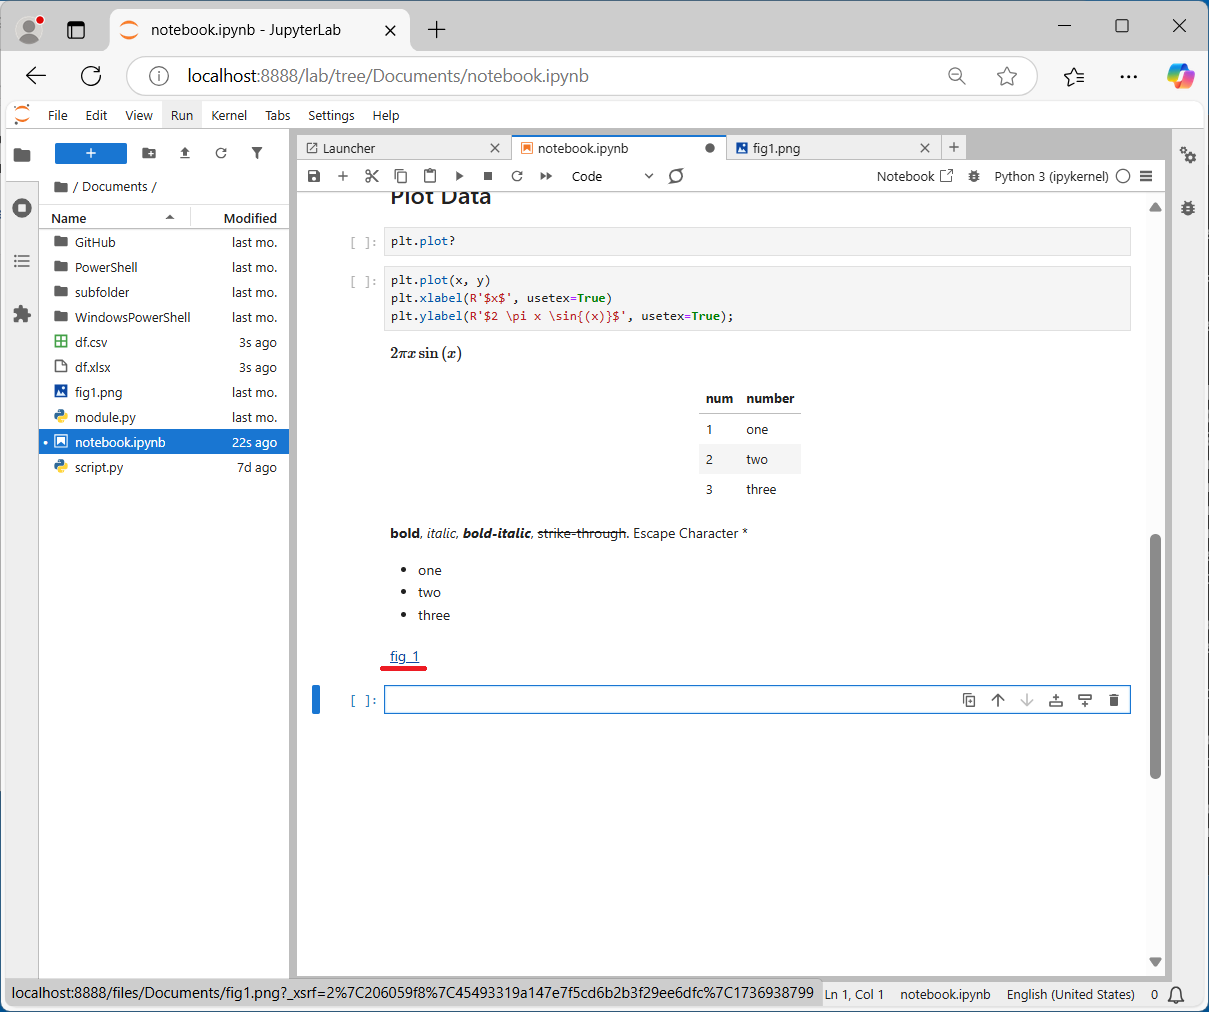 notebook.ipynb - JupyterLab
localhost:8888/lab/tree/Documents/notebook.ipynb
File Edit View Run Kernel Tabs Settings Help
Launcher
notebook.ipynb
fig1.png
/ Documents /
Code
Notebook
Python 3 (ipykernel)
Name Modified
GitHub last mo.
PowerShell last mo.
subfolder last mo.
WindowsPowerShell last mo.
df.csv 3s ago
df.xlsx 3s ago
fig1.png last mo.
module.py last mo.
notebook.ipynb 22s ago
script.py 7d ago
Plot Data
[ ]: plt.plot?
[ ]: plt.plot(x, y)
plt.xlabel(R'$x$', usetex=True)
plt.ylabel(R'$2 \pi x \sin{(x)}$', usetex=True);
2πx sin (x)
num number
1 one
2 two
3 three
bold, italic, bold-italic, strike-through. Escape Character *
• one
• two
• three
fig_1
[ ]:
localhost:8888/files/Documents/fig1.png?_xsrf=2%7C206059f8%7C45493319a147e7f5cd6b2b3f29ee6dfc%7C1736938799
Ln 1, Col 1 notebook.ipynb English (United States) 0